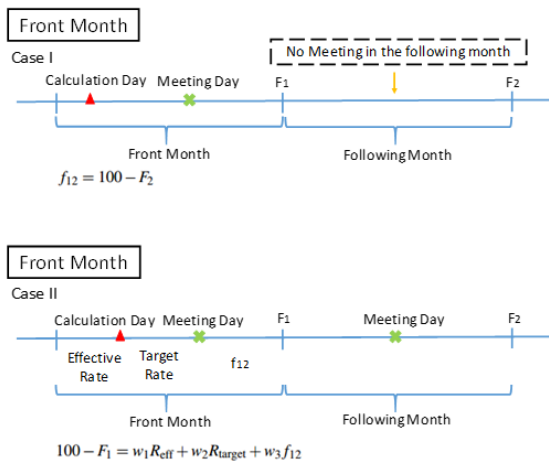 Front Month
Case I
No Meeting in the following month
Calculation Day Meeting Day F1 F2
Front Month Following Month
f12 = 100 − F2
Front Month
Case II
Calculation Day Meeting Day F1 Meeting Day F2
Effective Rate Target Rate f12
Front Month Following Month
100 − F1 = w1Reff + w2Rtarget + w3f12